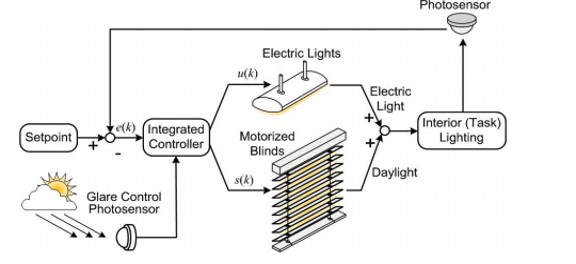 Photosensor
Electric Lights
u(k)
Electric
Light
+
Setpoint
+
-
e(k)
Integrated
Controller
Motorized
Blinds
+
Interior (Task)
Lighting
s(k)
Daylight
Glare Control
Photosensor